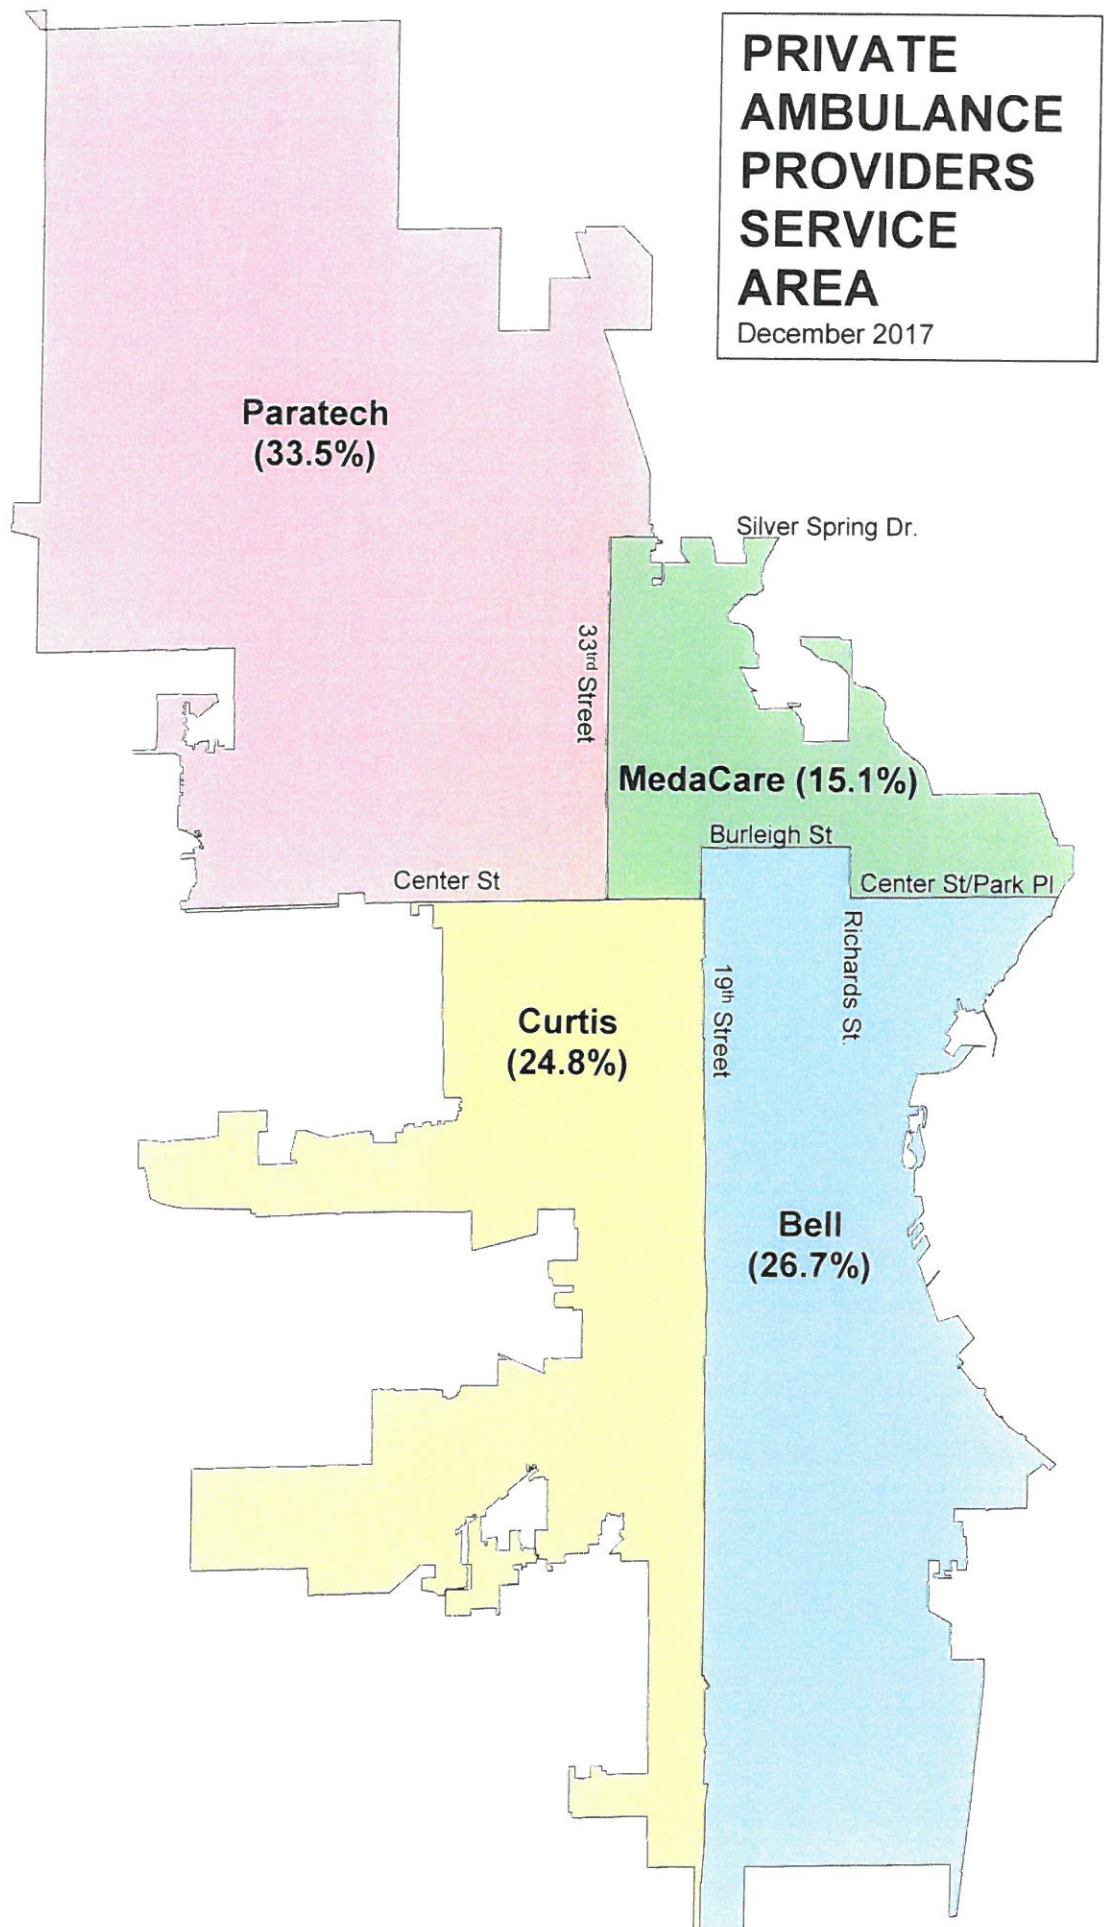 PRIVATE
AMBULANCE
PROVIDERS
SERVICE
AREA
December 2017
Paratech
(33.5%)
Silver Spring Dr.
33trd Street
MedaCare (15.1%)
Burleigh St
Center St
Center St/Park Pl
Richards St.
19th Street
Curtis
(24.8%)
Bell
(26.7%)